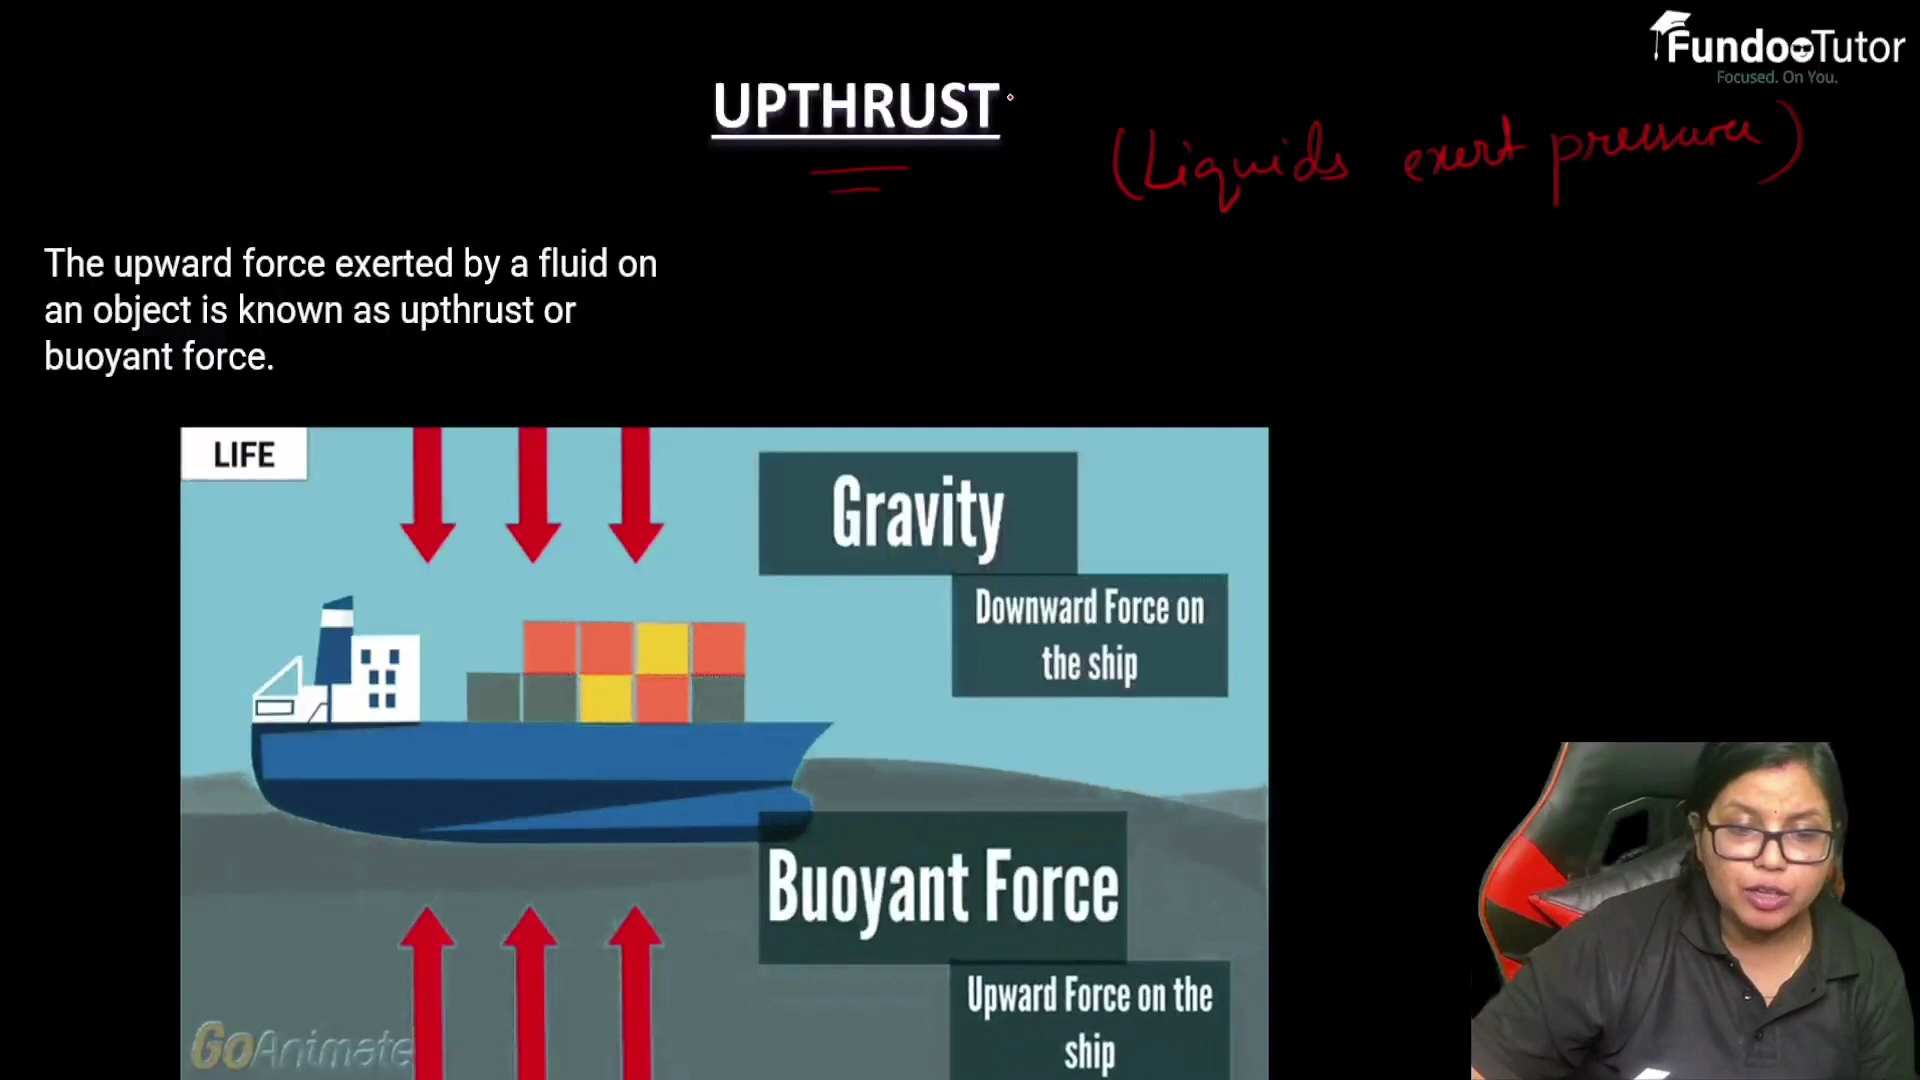 FundooTutor
Focused. On You.
UPTHRUST
(Liquids exert pressure)
The upward force exerted by a fluid on
an object is known as upthrust or
buoyant force.
LIFE
Gravity
Downward Force on
the ship
Buoyant Force
Upward Force on the
ship
GoAnimate